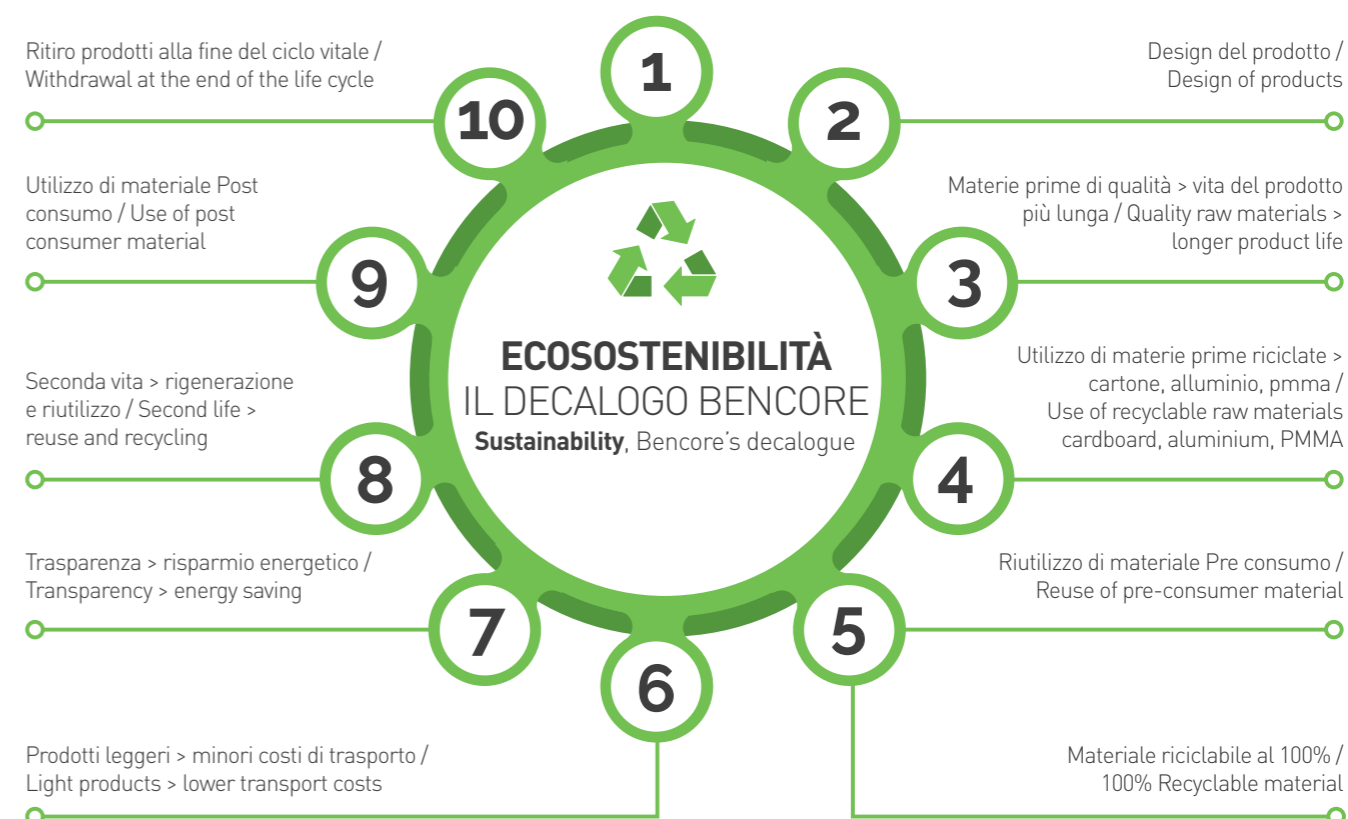 Ritiro prodotti alla fine del ciclo vitale /
Withdrawal at the end of the life cycle
1
Design del prodotto /
Design of products
10
2
Utilizzo di materiale Post
consumo / Use of post
consumer material
Materie prime di qualità > vita del prodotto
più lunga / Quality raw materials >
longer product life
9
3
ECOSOSTENIBILITÀ
IL DECALOGO BENCORE
Sustainability, Bencore's decalogue
Seconda vita > rigenerazione
e riutilizzo / Second life >
reuse and recycling
Utilizzo di materie prime riciclate >
cartone, alluminio, pmma /
Use of recyclable raw materials
cardboard, aluminium, PMMA
8
4
Trasparenza > risparmio energetico /
Transparency > energy saving
Riutilizzo di materiale Pre consumo /
Reuse of pre-consumer material
7
5
6
Prodotti leggeri > minori costi di trasporto /
Light products > lower transport costs
Materiale riciclabile al 100% /
100% Recyclable material